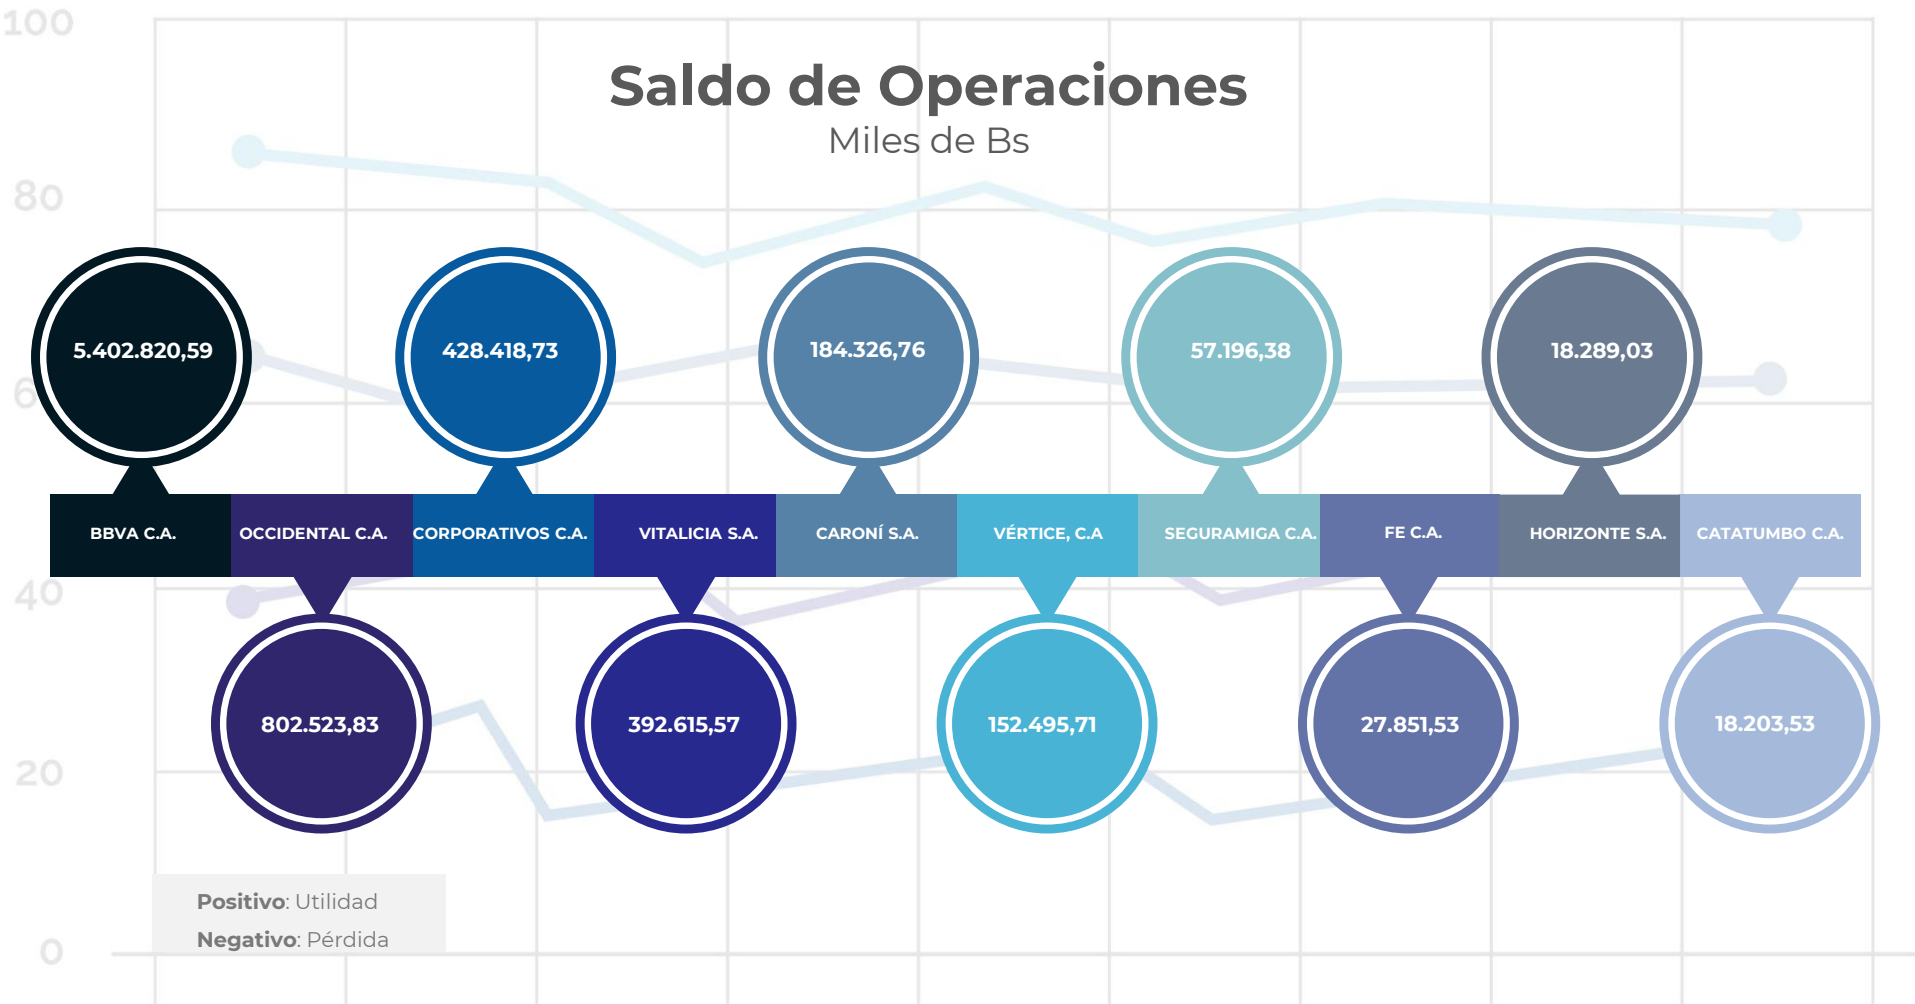 100
Saldo de Operaciones
Miles de Bs
80
5.402.820,59
428.418,73
184.326,76
57.196,38
18.289,03
6
BBVA C.A.
OCCIDENTAL C.A.
CORPORATIVOS C.A.
VITALICIA S.A.
CARONÍ S.A.
VÉRTICE, C.A
SEGURAMIGA C.A.
FE C.A.
HORIZONTE S.A.
CATATUMBO C.A.
40
802.523,83
392.615,57
152.495,71
27.851,53
18.203,53
20
Positivo: Utilidad
Negativo: Pérdida
0